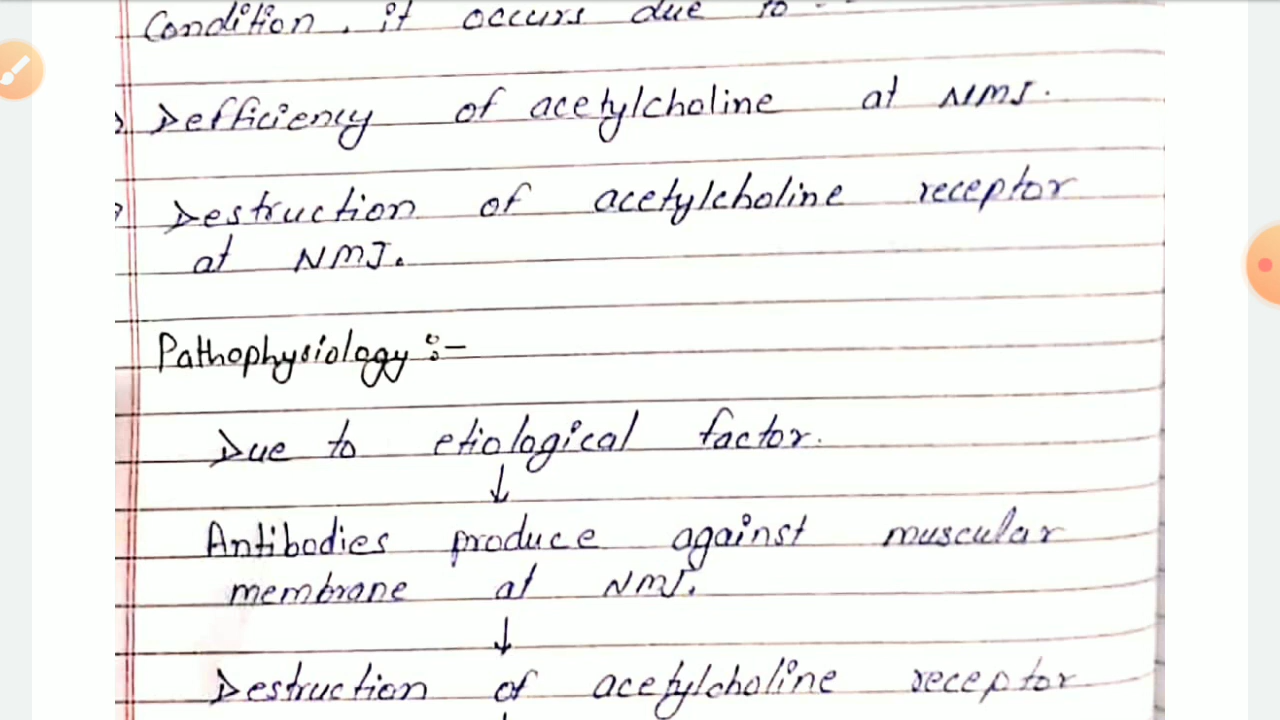 Condition. it occurs due to -
Defficiency of acetylcholine at NMJ.
Destruction of acetylcholine receptor
at NMJ.
Pathophysiology :-
Due to etiological factor.
↓
Antibodies produce against muscular
membrane at NMJ.
↓
Destruction of acetylcholine receptor